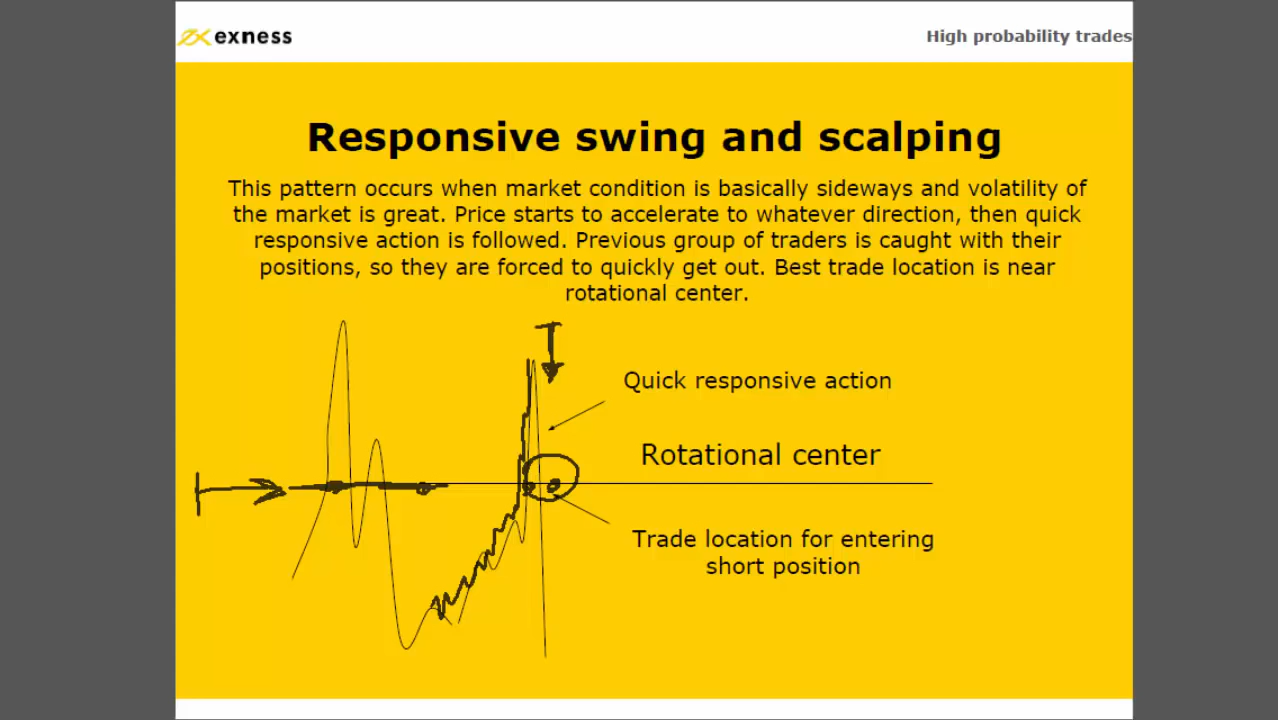 exness
High probability trades
Responsive swing and scalping
This pattern occurs when market condition is basically sideways and volatility of
the market is great. Price starts to accelerate to whatever direction, then quick
responsive action is followed. Previous group of traders is caught with their
positions, so they are forced to quickly get out. Best trade location is near
rotational center.
Quick responsive action
Rotational center
Trade location for entering
short position